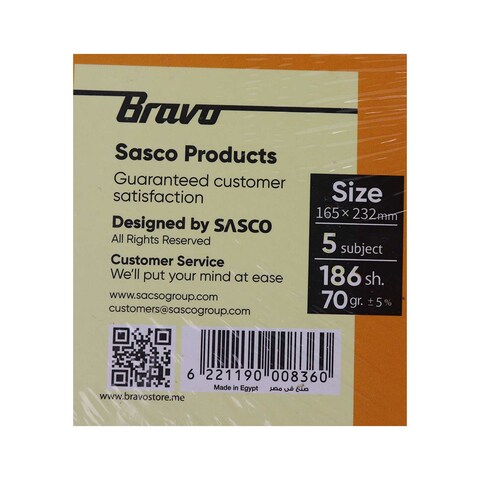 Bravo
Sasco Products
Guaranteed customer
satisfaction
Designed by SASCO
All Rights Reserved
Customer Service
We'll put your mind at ease
www.sacsogroup.com
customers@sascogroup.com
www.bravostore.me
6 221190 008360
Made in Egypt صنع في مصر
Size
165 × 232mm
5 subject
186 sh.
70 gr. ± 5%